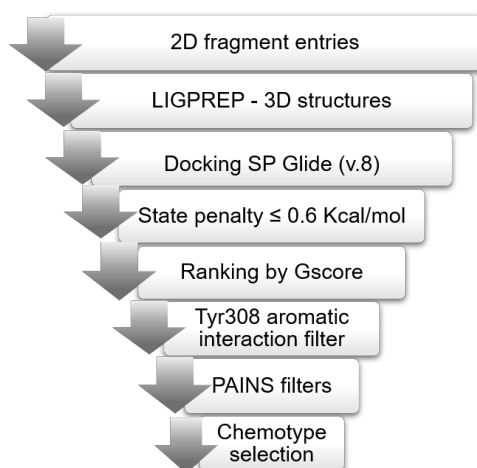 2D fragment entries
LIGPREP - 3D structures
Docking SP Glide (v.8)
State penalty ≤ 0.6 Kcal/mol
Ranking by Gscore
Tyr308 aromatic
interaction filter
PAINS filters
Chemotype
selection